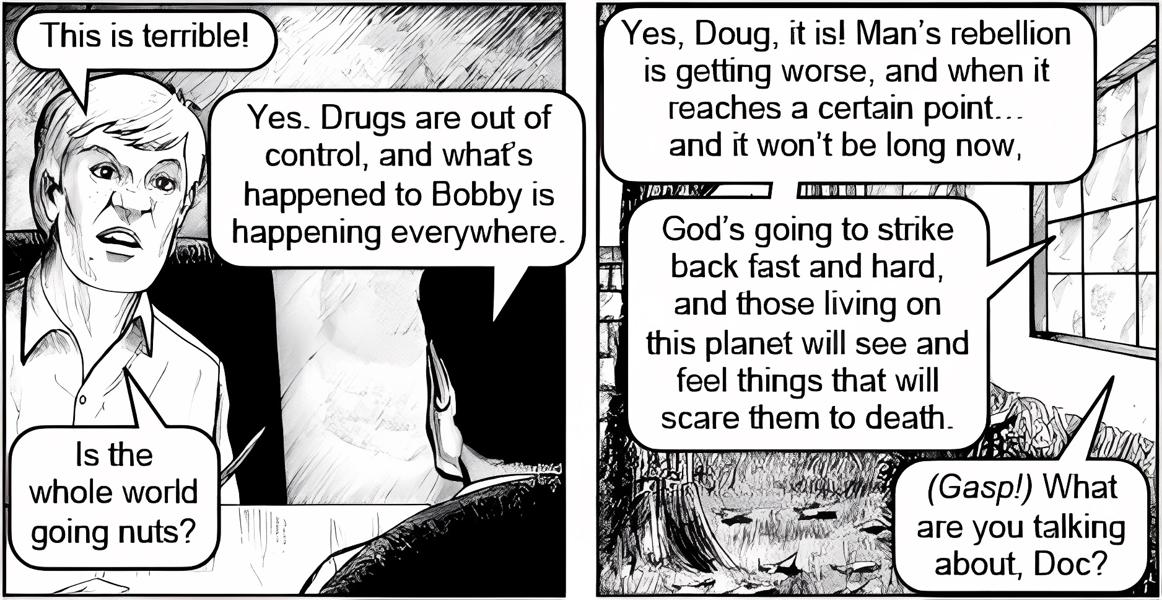 This is terrible!
Yes. Drugs are out of
control, and what's
happened to Bobby is
happening everywhere.
Is the
whole world
going nuts?
Yes, Doug, it is! Man's rebellion
is getting worse, and when it
reaches a certain point...
and it won't be long now,
God's going to strike
back fast and hard,
and those living on
this planet will see and
feel things that will
scare them to death.
(Gasp!) What
are you talking
about, Doc?